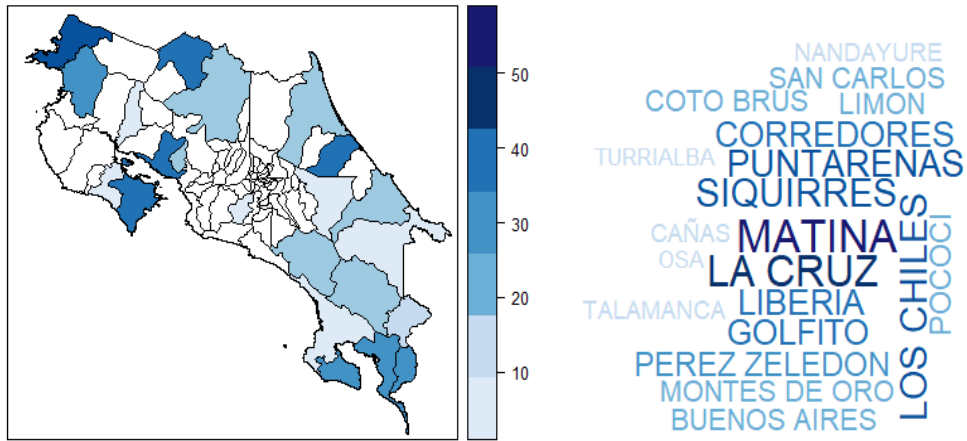 50
40
30
20
10
NANDAYURE
SAN CARLOS
COTO BRUS
LIMON
CORREDORES
TURRIALBA
PUNTARENAS
SIQUIRRES
CAÑAS
MATINA
OSA
LA CRUZ
LOS CHILES
POCOCI
TALAMANCA
LIBERIA
GOLFITO
PEREZ ZELEDON
MONTES DE ORO
BUENOS AIRES